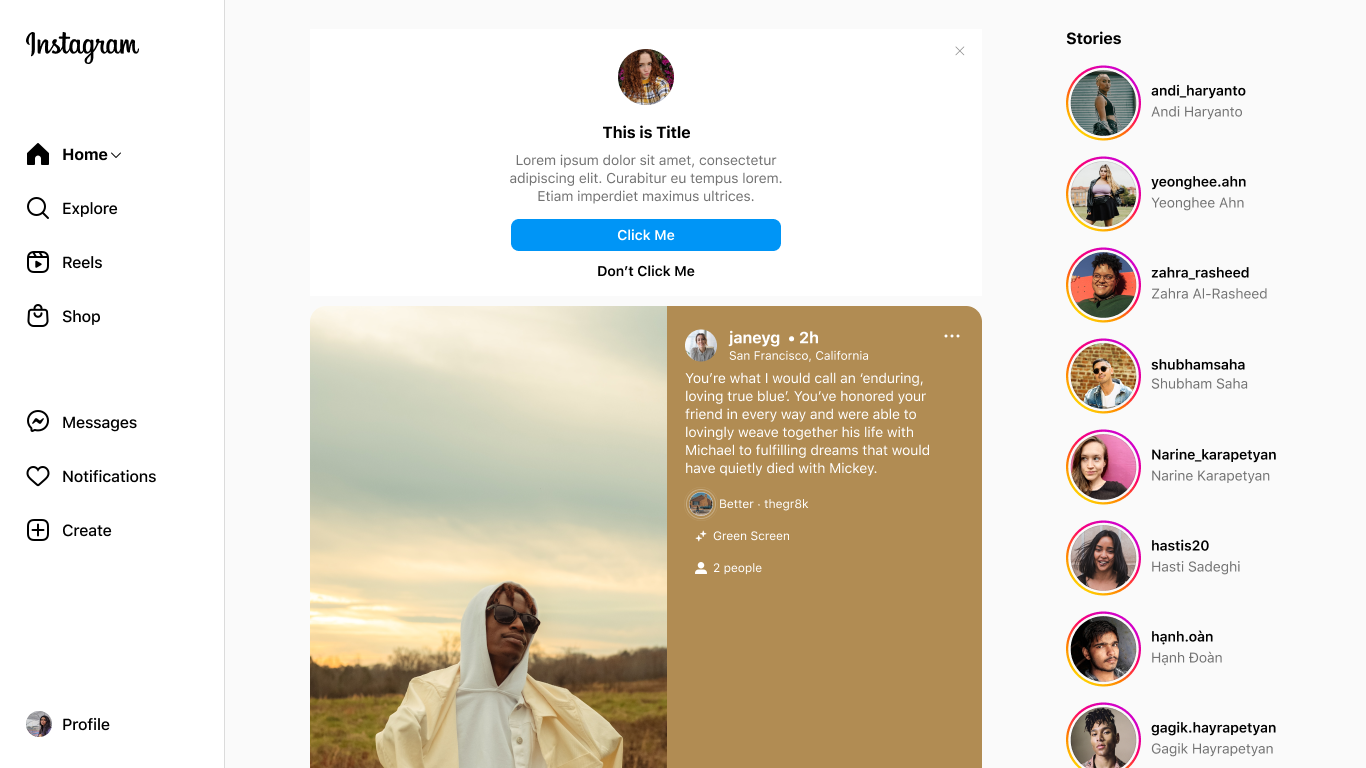 Instagram
Home
Explore
Reels
Shop
Messages
Notifications
Create
Profile
This is Title
Lorem ipsum dolor sit amet, consectetur
adipiscing elit. Curabitur eu tempus lorem.
Etiam imperdiet maximus ultrices.
Click Me
Don’t Click Me
janeyg • 2h
San Francisco, California
You’re what I would call an ‘enduring,
loving true blue’. You’ve honored your
friend in every way and were able to
lovingly weave together his life with
Michael to fulfilling dreams that would
have quietly died with Mickey.
Better · thegr8k
Green Screen
2 people
Stories
andi_haryanto
Andi Haryanto
yeonghee.ahn
Yeonghee Ahn
zahra_rasheed
Zahra Al-Rasheed
shubhamsaha
Shubham Saha
Narine_karapetyan
Narine Karapetyan
hastis20
Hasti Sadeghi
hạnh.oàn
Hạnh Đoàn
gagik.hayrapetyan
Gagik Hayrapetyan